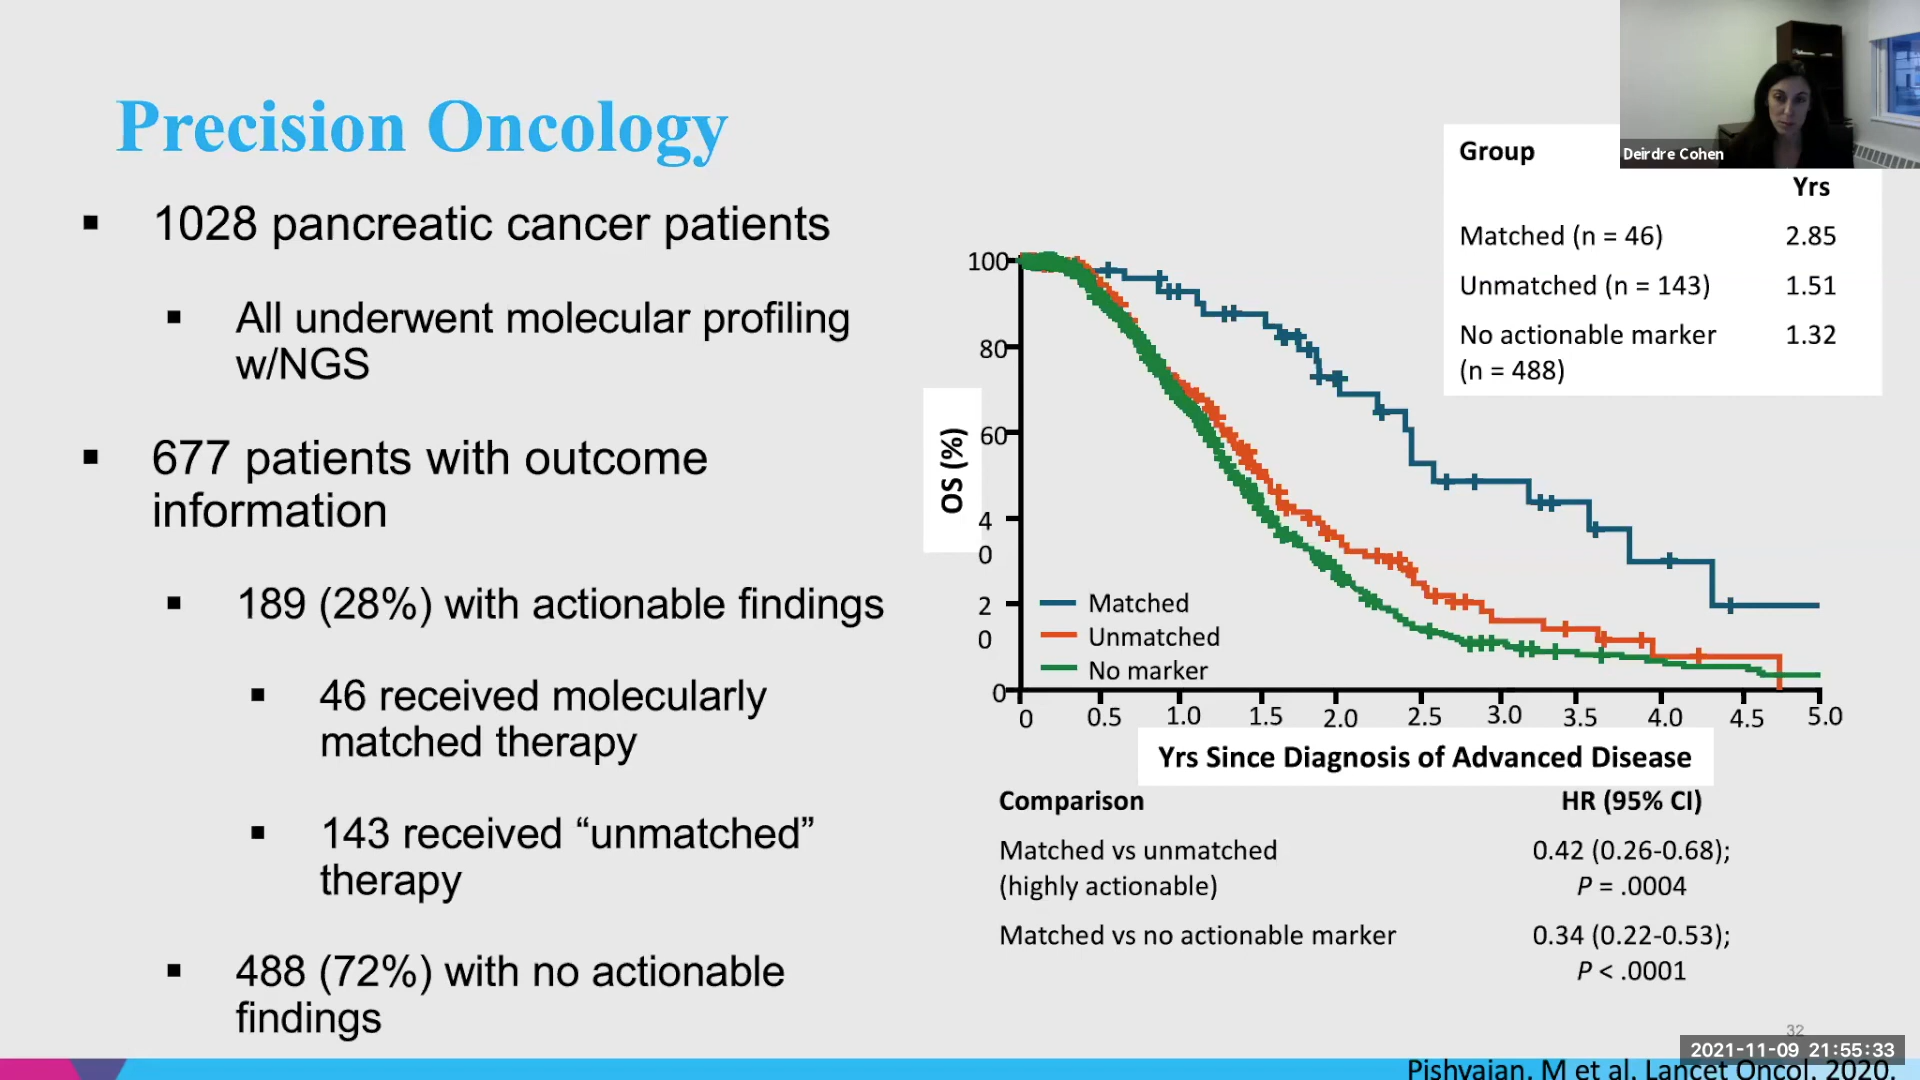 Precision Oncology
▪ 1028 pancreatic cancer patients
▪ All underwent molecular profiling
w/NGS
▪ 677 patients with outcome
information
▪ 189 (28%) with actionable findings
▪ 46 received molecularly
matched therapy
▪ 143 received “unmatched”
therapy
▪ 488 (72%) with no actionable
findings
Deirdre Cohen
Group
Yrs
Matched (n = 46) 2.85
Unmatched (n = 143) 1.51
No actionable marker 1.32
(n = 488)
OS (%)
100
80
60
4
0
2
0
0
Matched
Unmatched
No marker
0 0.5 1.0 1.5 2.0 2.5 3.0 3.5 4.0 4.5 5.0
Yrs Since Diagnosis of Advanced Disease
Comparison HR (95% CI)
Matched vs unmatched 0.42 (0.26-0.68);
(highly actionable) P = .0004
Matched vs no actionable marker 0.34 (0.22-0.53);
P < .0001
32
2021-11-09 21:55:33
Pishvaian, M et al. Lancet Oncol. 2020.